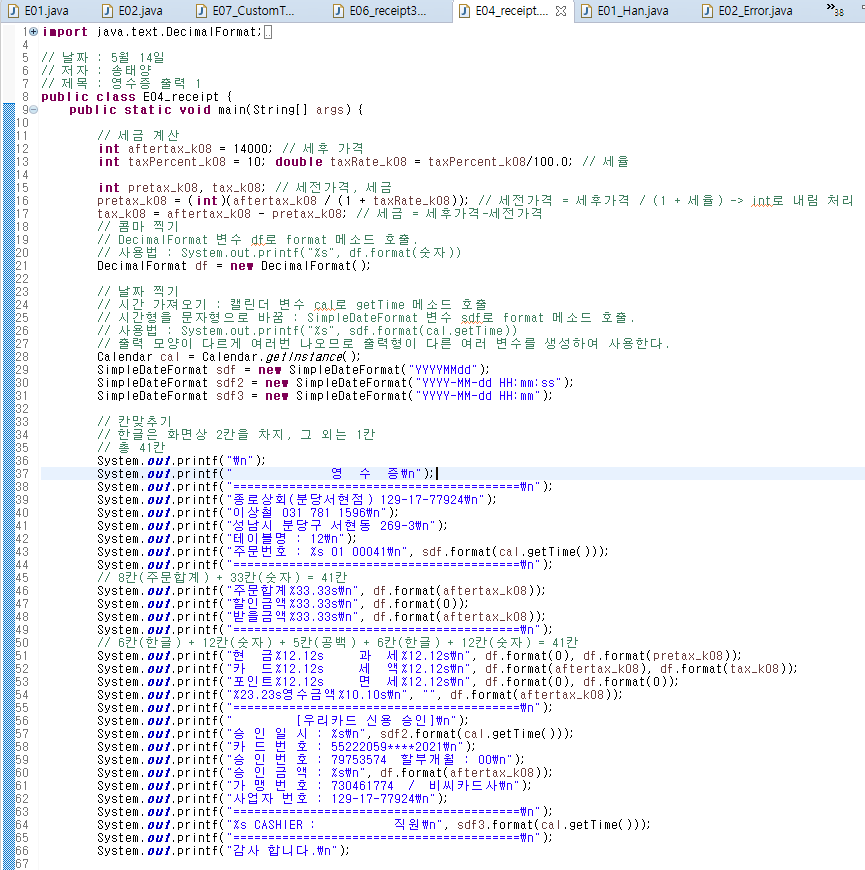 E01.java E02.java E07_CustomT... E06_receipt3... E04_receipt.... E01_Han.java E02_Error.java »38
1 import java.text.DecimalFormat;
4
5 // 날짜 : 5월 14일
6 // 저자 : 송태양
7 // 제목 : 영수증 출력 1
8 public class E04_receipt {
9 public static void main(String[] args) {
10
11 // 세금 계산
12 int aftertax_k08 = 14000; // 세후 가격
13 int taxPercent_k08 = 10; double taxRate_k08 = taxPercent_k08/100.0; // 세율
14
15 int pretax_k08, tax_k08; // 세전가격, 세금
16 pretax_k08 = (int)(aftertax_k08 / (1 + taxRate_k08)); // 세전가격 = 세후가격 / (1 + 세율) -> int로 내림 처리
17 tax_k08 = aftertax_k08 - pretax_k08; // 세금 = 세후가격-세전가격
18 // 콤마 찍기
19 // DecimalFormat 변수 df로 format 메소드 호출.
20 // 사용법 : System.out.printf("%s", df.format(숫자))
21 DecimalFormat df = new DecimalFormat();
22
23 // 날짜 찍기
24 // 시간 가져오기 : 캘린더 변수 cal로 getTime 메소드 호출
25 // 시간형을 문자형으로 바꿈 : SimpleDateFormat 변수 sdf로 format 메소드 호출.
26 // 사용법 : System.out.printf("%s", sdf.format(cal.getTime))
27 // 출력 모양이 다르게 여러번 나오므로 출력형이 다른 여러 변수를 생성하여 사용한다.
28 Calendar cal = Calendar.getInstance();
29 SimpleDateFormat sdf = new SimpleDateFormat("YYYYMMdd");
30 SimpleDateFormat sdf2 = new SimpleDateFormat("YYYY-MM-dd HH:mm:ss");
31 SimpleDateFormat sdf3 = new SimpleDateFormat("YYYY-MM-dd HH:mm");
32
33 // 칸맞추기
34 // 한글은 화면상 2칸을 차지, 그 외는 1칸
35 // 총 41칸
36 System.out.printf("₩n");
37 System.out.printf("              영  수  증₩n");
38 System.out.printf("=========================================₩n");
39 System.out.printf("종로상회(분당서현점) 129-17-77924₩n");
40 System.out.printf("이상철 031 781 1596₩n");
41 System.out.printf("성남시 분당구 서현동 269-3₩n");
42 System.out.printf("테이블명 : 12₩n");
43 System.out.printf("주문번호 : %s 01 00041₩n", sdf.format(cal.getTime()));
44 System.out.printf("=========================================₩n");
45 // 8칸(주문합계) + 33칸(숫자) = 41칸
46 System.out.printf("주문합계%33.33s₩n", df.format(aftertax_k08));
47 System.out.printf("할인금액%33.33s₩n", df.format(0));
48 System.out.printf("받을금액%33.33s₩n", df.format(aftertax_k08));
49 System.out.printf("=========================================₩n");
50 // 6칸(한글) + 12칸(숫자) + 5칸(공백) + 6칸(한글) + 12칸(숫자) = 41칸
51 System.out.printf("현  금%12.12s     과  세%12.12s₩n", df.format(0), df.format(pretax_k08));
52 System.out.printf("카  드%12.12s     세  액%12.12s₩n", df.format(aftertax_k08), df.format(tax_k08));
53 System.out.printf("포인트%12.12s     면  세%12.12s₩n", df.format(0), df.format(0));
54 System.out.printf("%23.23s영수금액%10.10s₩n", "", df.format(aftertax_k08));
55 System.out.printf("=========================================₩n");
56 System.out.printf("         [우리카드 신용 승인]₩n");
57 System.out.printf("승 인 일 시 : %s₩n", sdf2.format(cal.getTime()));
58 System.out.printf("카 드 번 호 : 55222059****2021₩n");
59 System.out.printf("승 인 번 호 : 79753574  할부개월 : 00₩n");
60 System.out.printf("승 인 금 액 : %s₩n", df.format(aftertax_k08));
61 System.out.printf("가 맹 번 호 : 730461774  /  비씨카드사₩n");
62 System.out.printf("사업자 번호 : 129-17-77924₩n");
63 System.out.printf("=========================================₩n");
64 System.out.printf("%s CASHIER :           직원₩n", sdf3.format(cal.getTime()));
65 System.out.printf("=========================================₩n");
66 System.out.printf("감사 합니다.₩n");
67